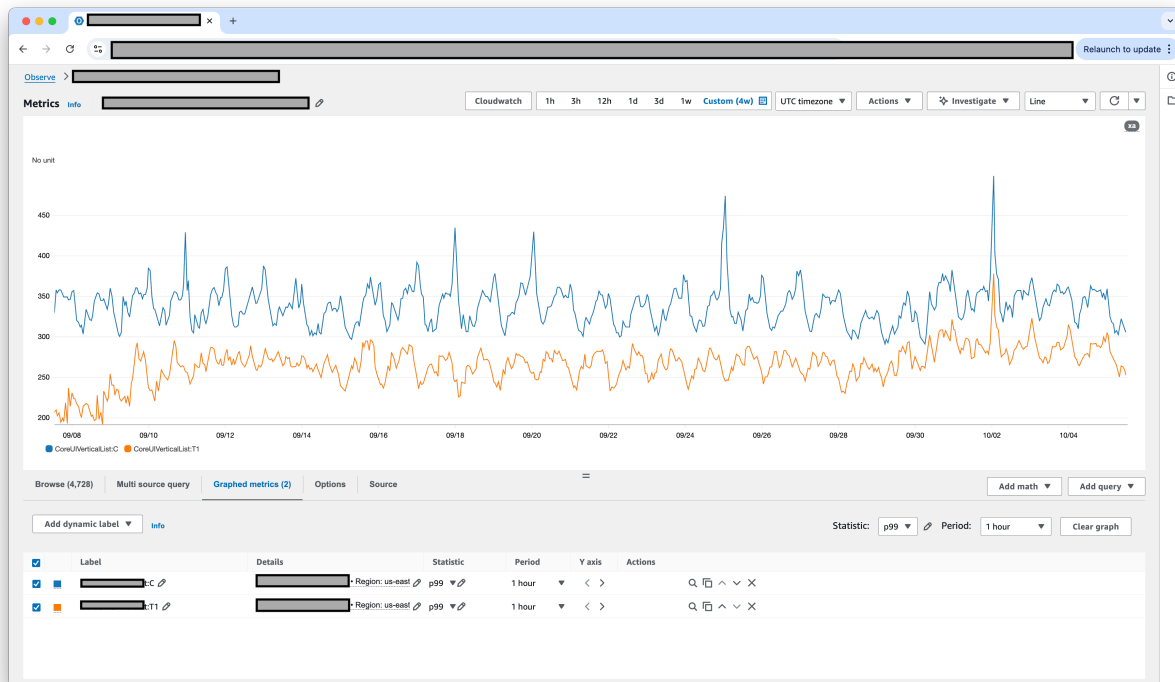 Relaunch to update
Observe
Metrics Info
Cloudwatch 1h 3h 12h 1d 3d 1w Custom (4w) UTC timezone Actions Investigate Line
xa
No unit
450
400
350
300
250
200
09/08 09/10 09/12 09/14 09/16 09/18 09/20 09/22 09/24 09/26 09/28 09/30 10/02 10/04
CoreUIVerticalList:C CoreUIVerticalList:T1
Browse (4,728) Multi source query Graphed metrics (2) Options Source Add math Add query
Add dynamic label Info Statistic: p99 Period: 1 hour Clear graph
Label Details Statistic Period Y axis Actions
t:C • Region: us-east p99 1 hour
t:T1 • Region: us-east p99 1 hour